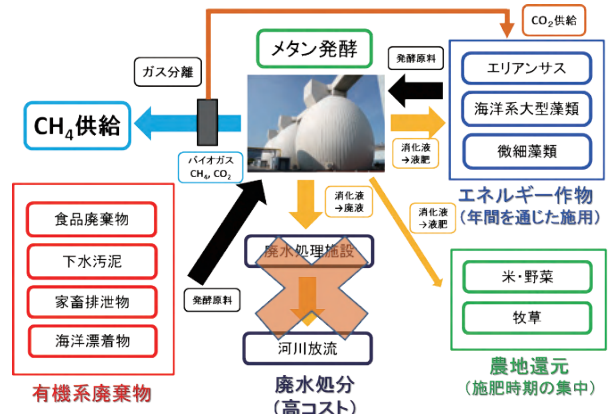 CO₂供給
メタン発酵
ガス分離
発酵原料
エリアンサス
海洋系大型藻類
微細藻類
CH₄供給
バイオガス
CH₄, CO₂
消化液
→液肥
エネルギー作物
(年間を通じた施用)
食品廃棄物
下水汚泥
家畜排泄物
海洋漂着物
有機系廃棄物
発酵原料
消化液
→廃液
消化液
→液肥
廃水処理施設
河川放流
廃水処分
(高コスト)
米・野菜
牧草
農地還元
(施肥時期の集中)